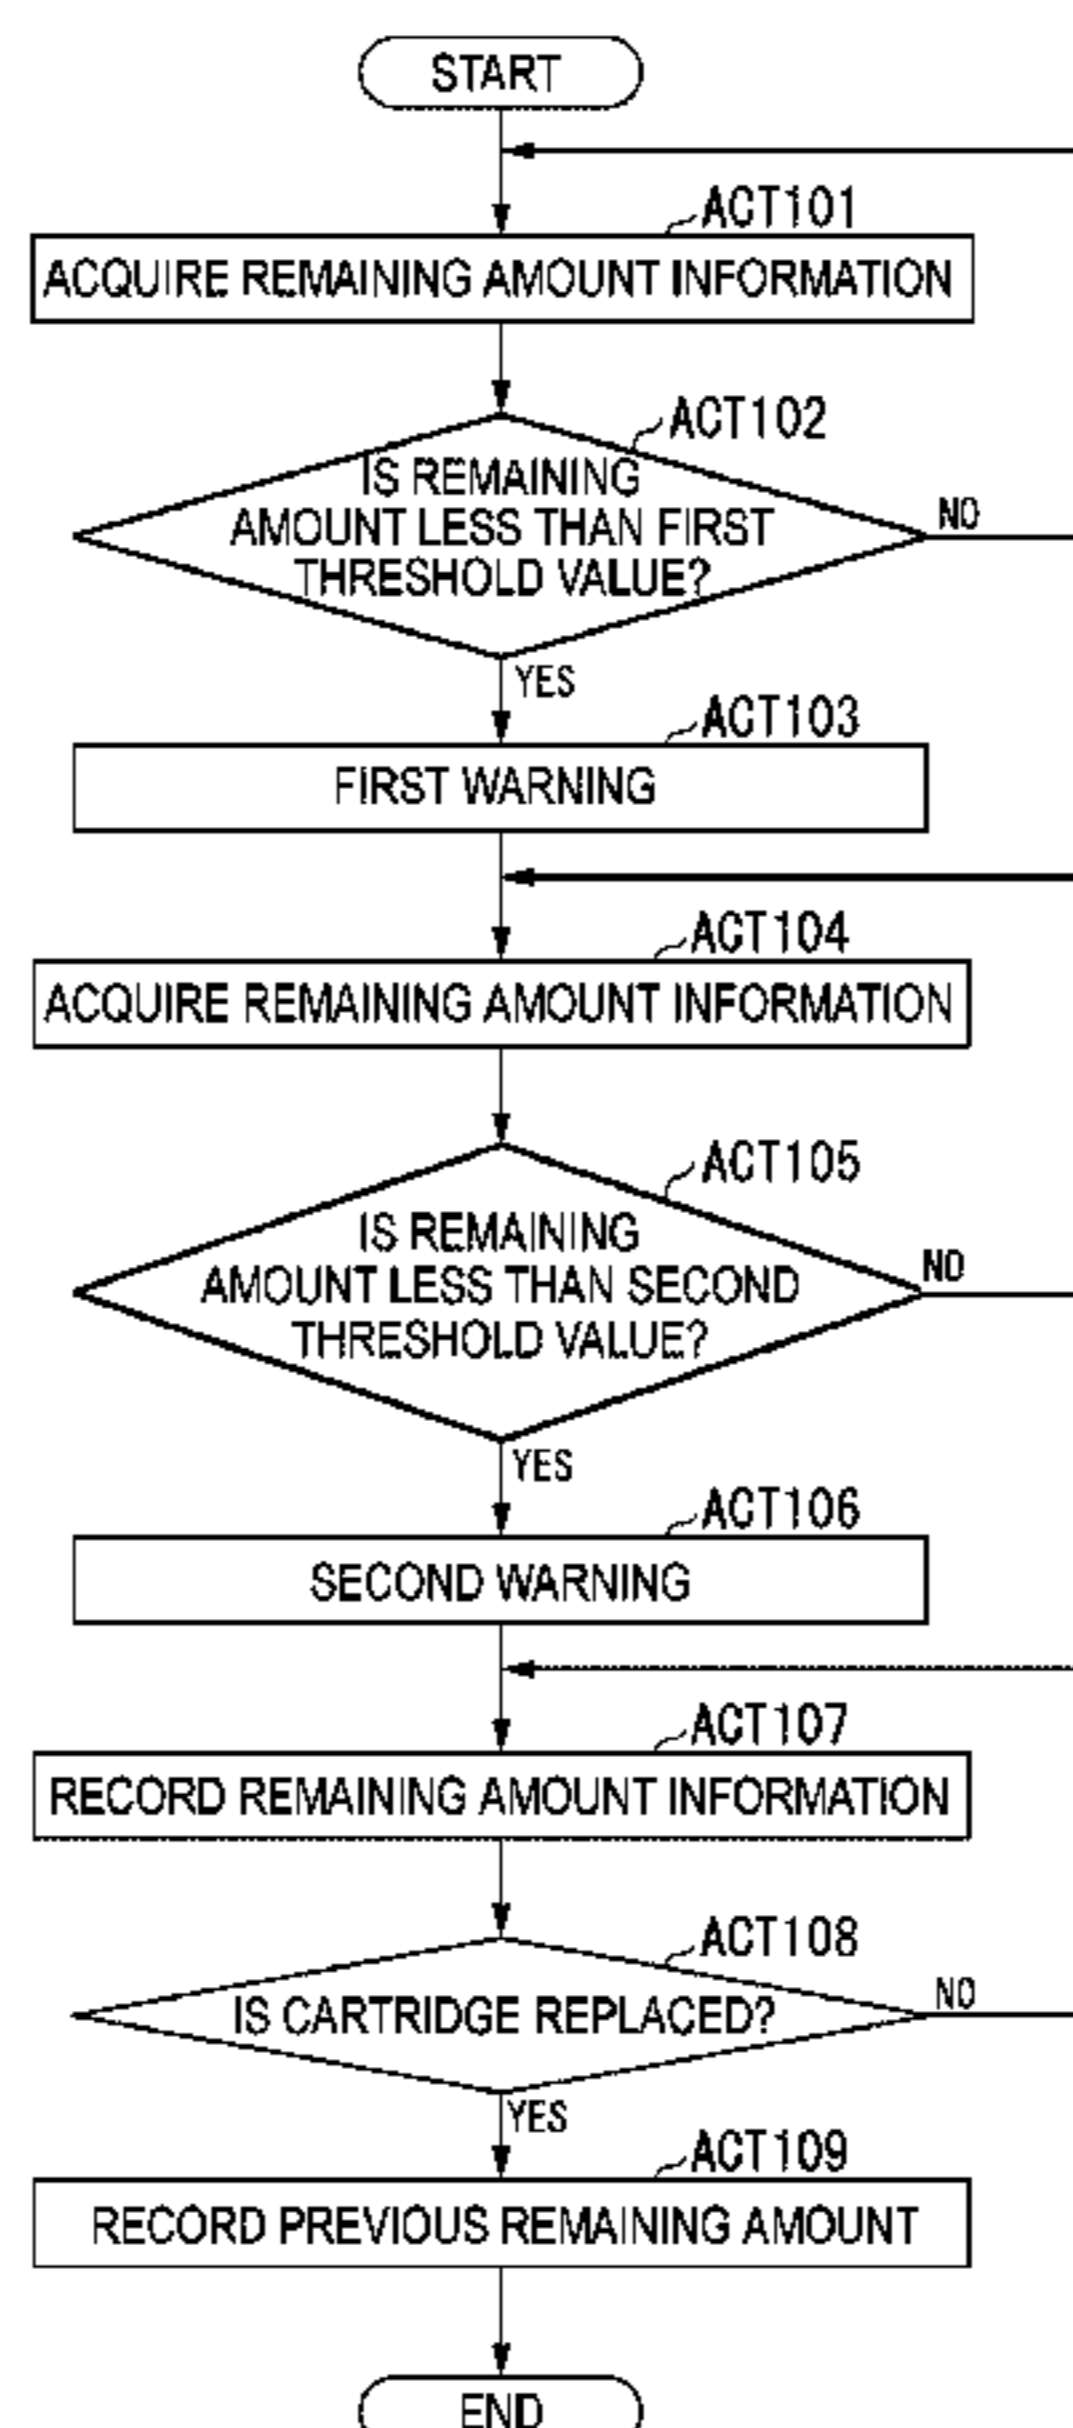 START
ACT101
ACQUIRE REMAINING AMOUNT INFORMATION
ACT102
IS REMAINING
AMOUNT LESS THAN FIRST
THRESHOLD VALUE?
NO
YES
ACT103
FIRST WARNING
ACT104
ACQUIRE REMAINING AMOUNT INFORMATION
ACT105
IS REMAINING
AMOUNT LESS THAN SECOND
THRESHOLD VALUE?
NO
YES
ACT106
SECOND WARNING
ACT107
RECORD REMAINING AMOUNT INFORMATION
ACT108
IS CARTRIDGE REPLACED?
NO
YES
ACT109
RECORD PREVIOUS REMAINING AMOUNT
END